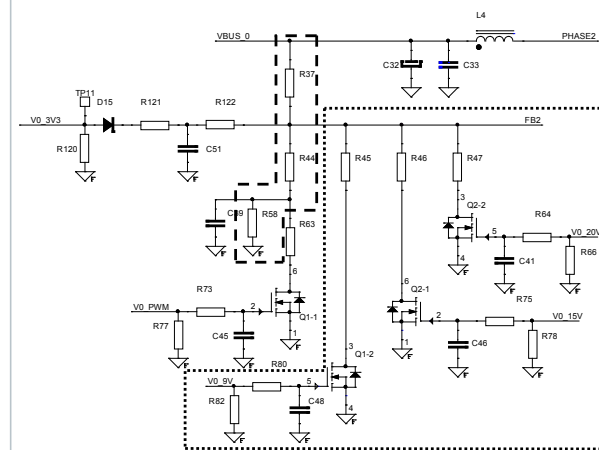 L4
VBUS_0
PHASE2
C32
C33
R37
TP11
D15
R121
R122
V0_3V3
FB2
R120
C51
R44
R45
R46
R47
F
F
3
Q2-2
R58
R63
R64
5
V0_20V
F
F
4
C41
R66
6
6
F
F
F
R73
Q2-1
R75
V0_PWM
2
Q1-1
2
V0_15V
R77
C45
1
C46
R78
1
F
F
F
3
Q1-2
F
F
F
R80
V0_9V
5
R82
C48
4
F
F
F